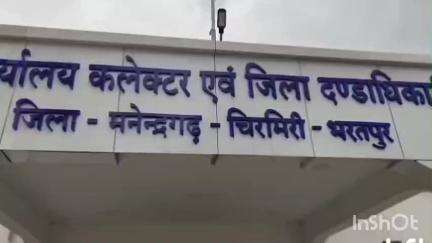 र्यालय कलेक्टर एवं जिला दण्डाधिका
जिला - मनेन्द्रगढ़ - चिरमिरी - भरतपुर
InShOt